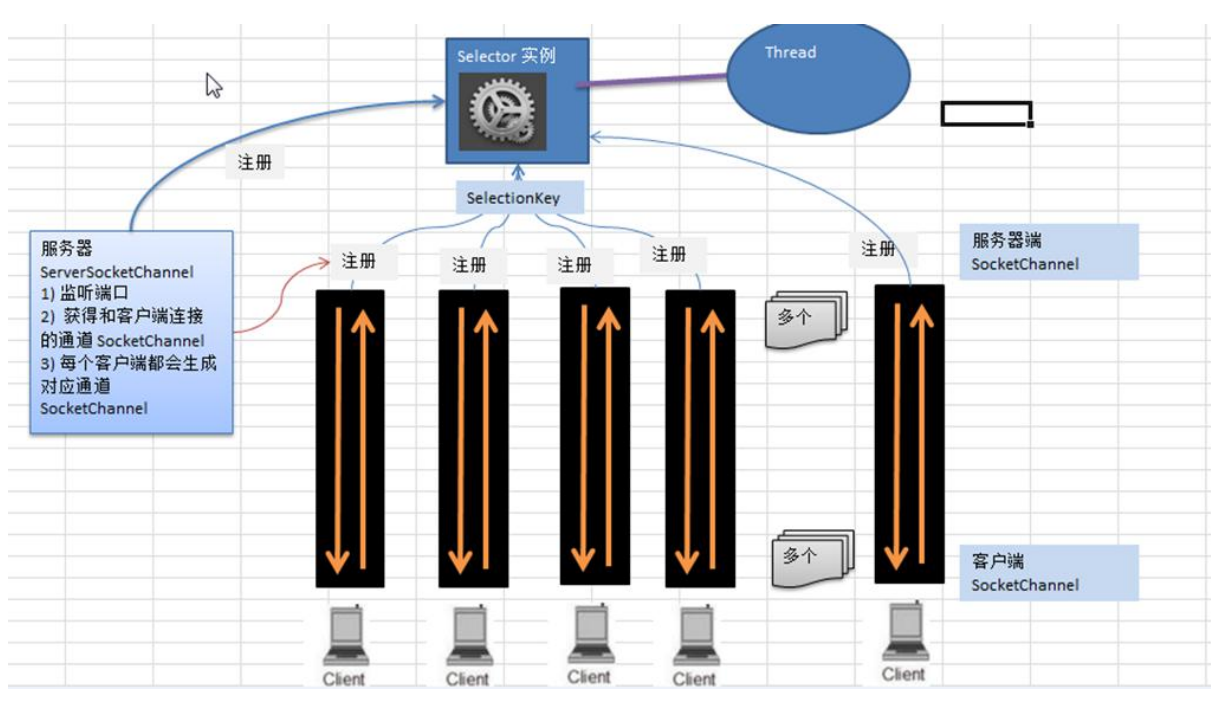 Selector 实例
Thread
注册
SelectionKey
服务器
ServerSocketChannel
1) 监听端口
2) 获得和客户端连接
的通道 SocketChannel
3) 每个客户端都会生成
对应通道
SocketChannel
注册
注册
注册
注册
注册
服务器端
SocketChannel
多个
多个
客户端
SocketChannel
Client
Client
Client
Client
Client